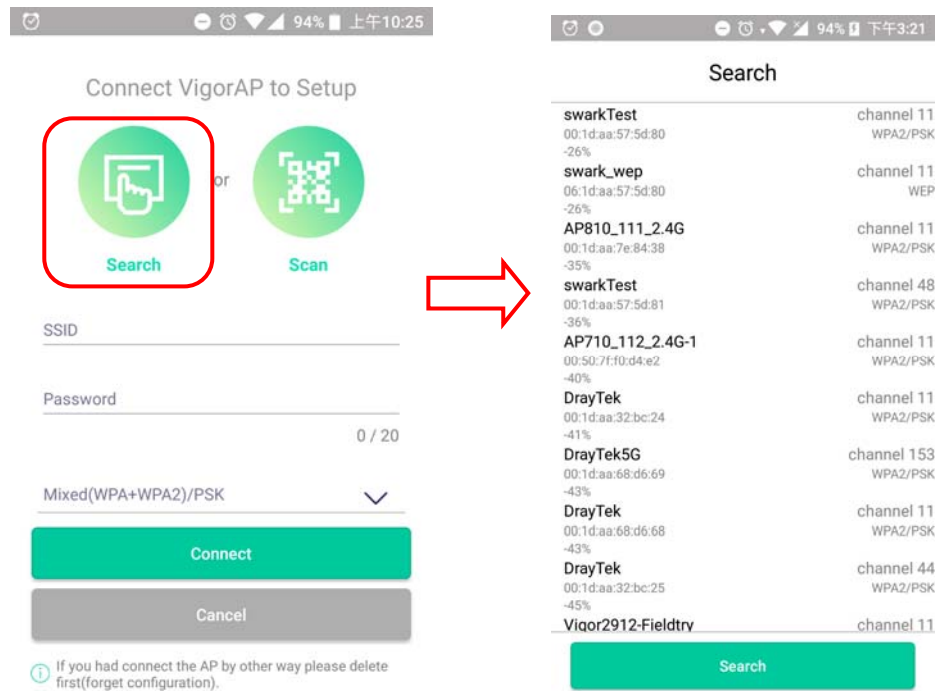 94% 上午10:25
Connect VigorAP to Setup
or
Search
Scan
SSID
Password
0 / 20
Mixed(WPA+WPA2)/PSK
Connect
Cancel
If you had connect the AP by other way please delete
first(forget configuration).
94% 下午3:21
Search
swarkTest channel 11
00:1d:aa:57:5d:80 WPA2/PSK
-26%
swark_wep channel 11
06:1d:aa:57:5d:80 WEP
-26%
AP810_111_2.4G channel 11
00:1d:aa:7e:84:38 WPA2/PSK
-35%
swarkTest channel 48
00:1d:aa:57:5d:81 WPA2/PSK
-36%
AP710_112_2.4G-1 channel 11
00:50:7f:f0:d4:e2 WPA2/PSK
-40%
DrayTek channel 11
00:1d:aa:32:bc:24 WPA2/PSK
-41%
DrayTek5G channel 153
00:1d:aa:68:d6:69 WPA2/PSK
-43%
DrayTek channel 11
00:1d:aa:68:d6:68 WPA2/PSK
-43%
DrayTek channel 44
00:1d:aa:32:bc:25 WPA2/PSK
-45%
Vigor2912-Fieldtry channel 11
Search